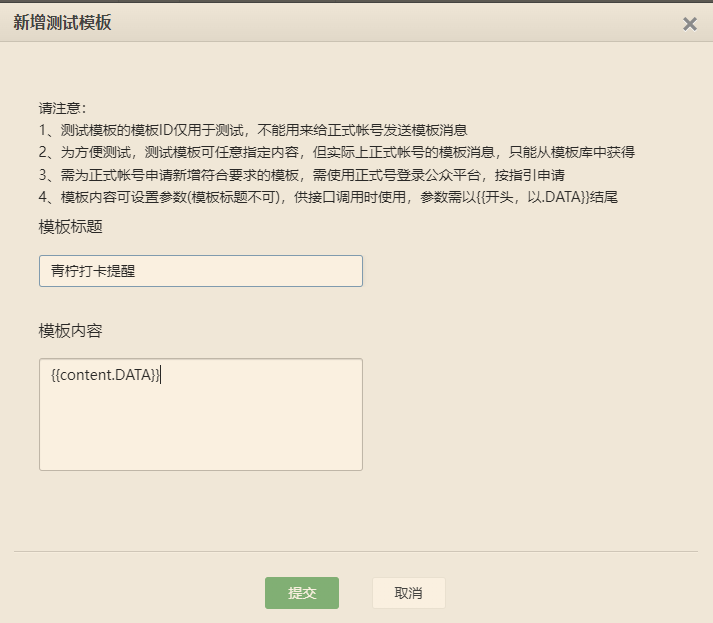 新增测试模板
请注意：
1、测试模板的模板ID仅用于测试，不能用来给正式帐号发送模板消息
2、为方便测试，测试模板可任意指定内容，但实际上正式帐号的模板消息，只能从模板库中获得
3、需为正式帐号申请新增符合要求的模板，需使用正式号登录公众平台，按指引申请
4、模板内容可设置参数(模板标题不可)，供接口调用时使用，参数需以{{开头，以.DATA}}结尾
模板标题
青柠打卡提醒
模板内容
{{content.DATA}}
提交
取消